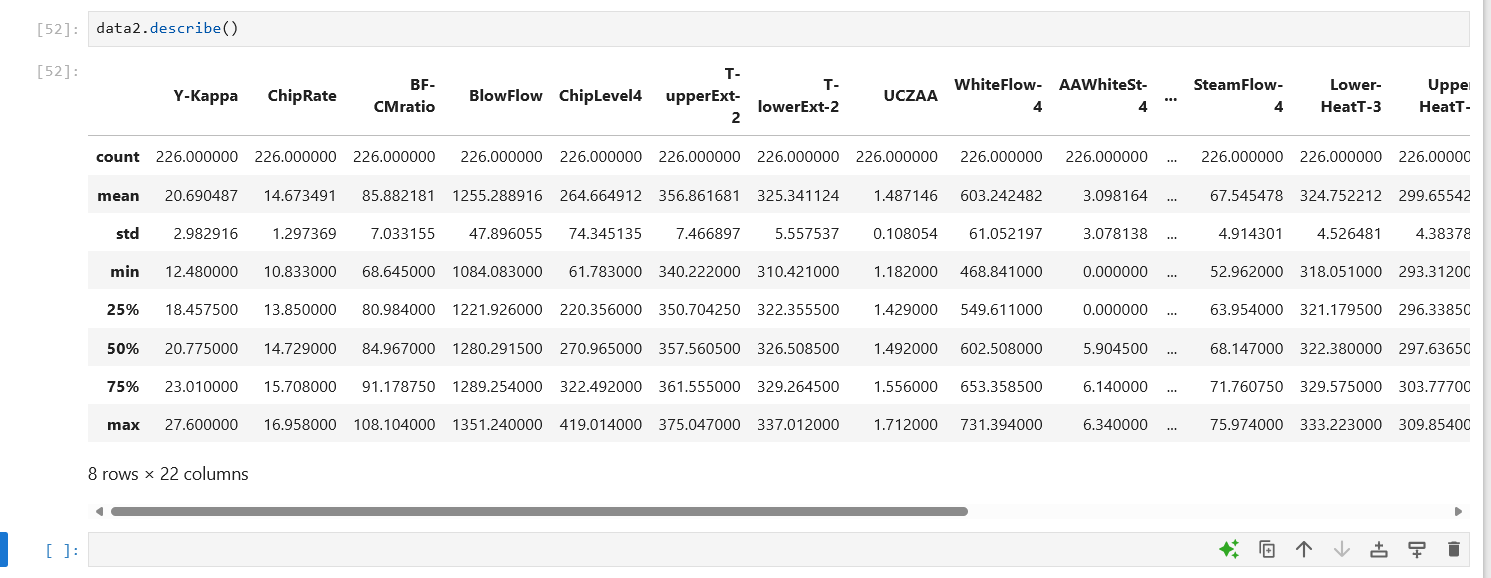 [52]: data2.describe()
[52]:
Y-Kappa ChipRate BF-CMratio BlowFlow ChipLevel4 T-upperExt-2 T-lowerExt-2 UCZAA WhiteFlow-4 AAWhiteSt-4 ... SteamFlow-4 Lower-HeatT-3 Upper-HeatT-
count 226.000000 226.000000 226.000000 226.000000 226.000000 226.000000 226.000000 226.000000 226.000000 226.000000 ... 226.000000 226.000000 226.00000
mean 20.690487 14.673491 85.882181 1255.288916 264.664912 356.861681 325.341124 1.487146 603.242482 3.098164 ... 67.545478 324.752212 299.65542
std 2.982916 1.297369 7.033155 47.896055 74.345135 7.466897 5.557537 0.108054 61.052197 3.078138 ... 4.914301 4.526481 4.38378
min 12.480000 10.833000 68.645000 1084.083000 61.783000 340.222000 310.421000 1.182000 468.841000 0.000000 ... 52.962000 318.051000 293.31200
25% 18.457500 13.850000 80.984000 1221.926000 220.356000 350.704250 322.355500 1.429000 549.611000 0.000000 ... 63.954000 321.179500 296.33850
50% 20.775000 14.729000 84.967000 1280.291500 270.965000 357.560500 326.508500 1.492000 602.508000 5.904500 ... 68.147000 322.380000 297.63650
75% 23.010000 15.708000 91.178750 1289.254000 322.492000 361.555000 329.264500 1.556000 653.358500 6.140000 ... 71.760750 329.575000 303.77700
max 27.600000 16.958000 108.104000 1351.240000 419.014000 375.047000 337.012000 1.712000 731.394000 6.340000 ... 75.974000 333.223000 309.85400
8 rows × 22 columns
[ ]: